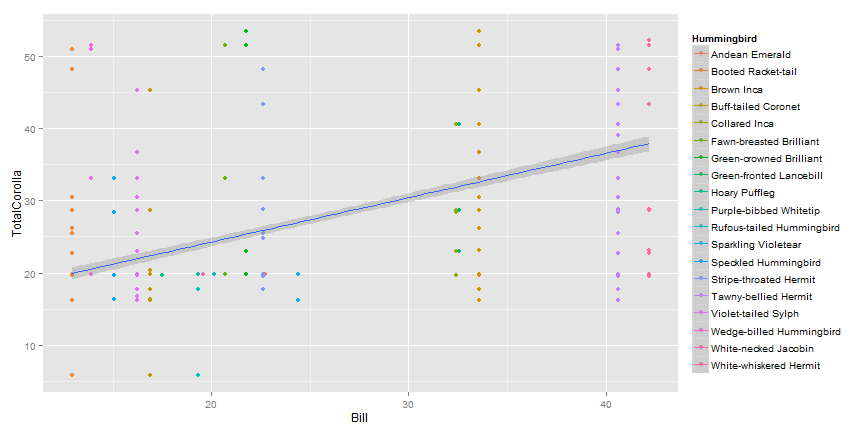 TotalCorolla
50
40
30
20
10
20
30
40
Bill
Hummingbird
Andean Emerald
Booted Racket-tail
Brown Inca
Buff-tailed Coronet
Collared Inca
Fawn-breasted Brilliant
Green-crowned Brilliant
Green-fronted Lancebill
Hoary Puffleg
Purple-bibbed Whitetip
Rufous-tailed Hummingbird
Sparkling Violetear
Speckled Hummingbird
Stripe-throated Hermit
Tawny-bellied Hermit
Violet-tailed Sylph
Wedge-billed Hummingbird
White-necked Jacobin
White-whiskered Hermit